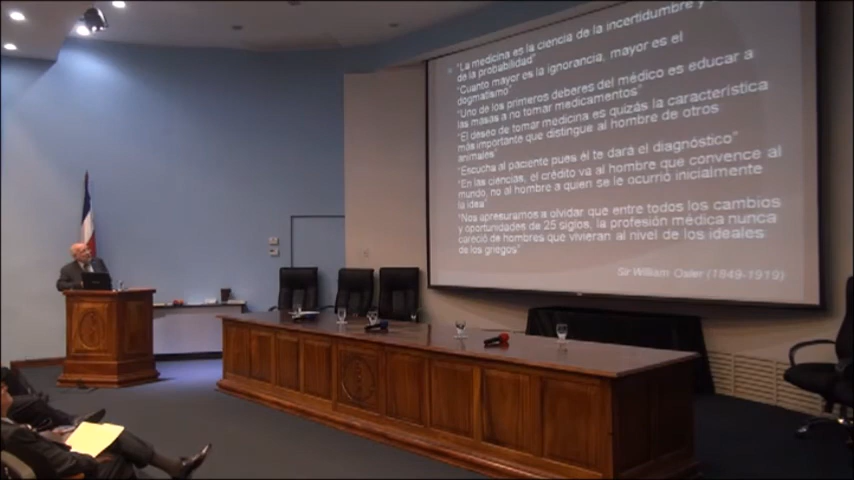 "La medicina es la ciencia de la incertidumbre y
de la probabilidad"
"Cuanto mayor es la ignorancia, mayor es el
dogmatismo"
"Uno de los primeros deberes del médico es educar a
las masas a no tomar medicamentos"
"El deseo de tomar medicina es quizás la característica
más importante que distingue al hombre de otros
animales"
"Escucha al paciente pues él te dará el diagnóstico"
"En las ciencias, el crédito va al hombre que convence al
mundo, no al hombre a quien se le ocurrió inicialmente
la idea"
"Nos apresuramos a olvidar que entre todos los cambios
y oportunidades de 25 siglos, la profesión médica nunca
careció de hombres que vivieran al nivel de los ideales
de los griegos"
Sir William Osler (1849-1919)